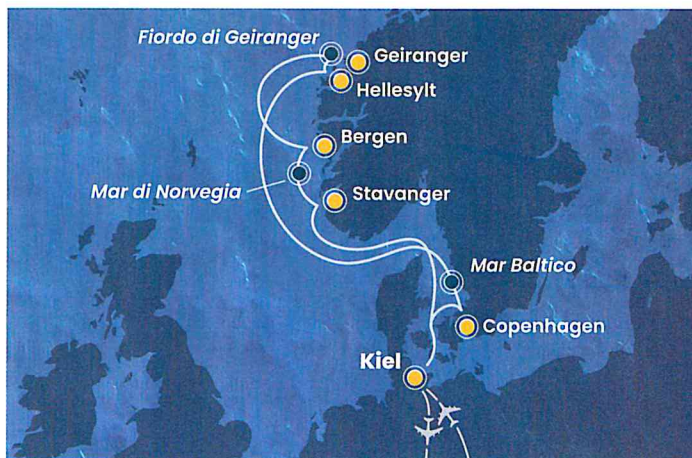 Fiordo di Geiranger
Geiranger
Hellesylt
Bergen
Mar di Norvegia
Stavanger
Mar Baltico
Copenhagen
Kiel